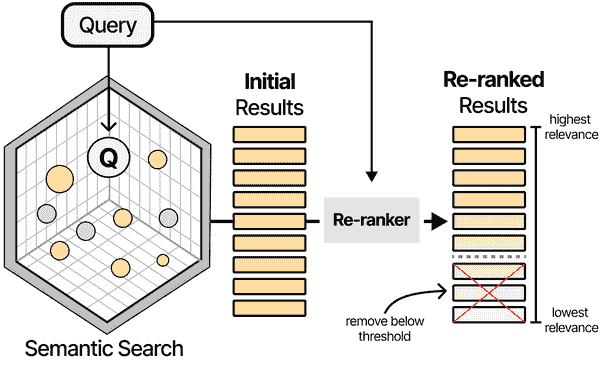 Query
Q
Semantic Search
Initial
Results
Re-ranker
Re-ranked
Results
highest
relevance
remove below
threshold
lowest
relevance